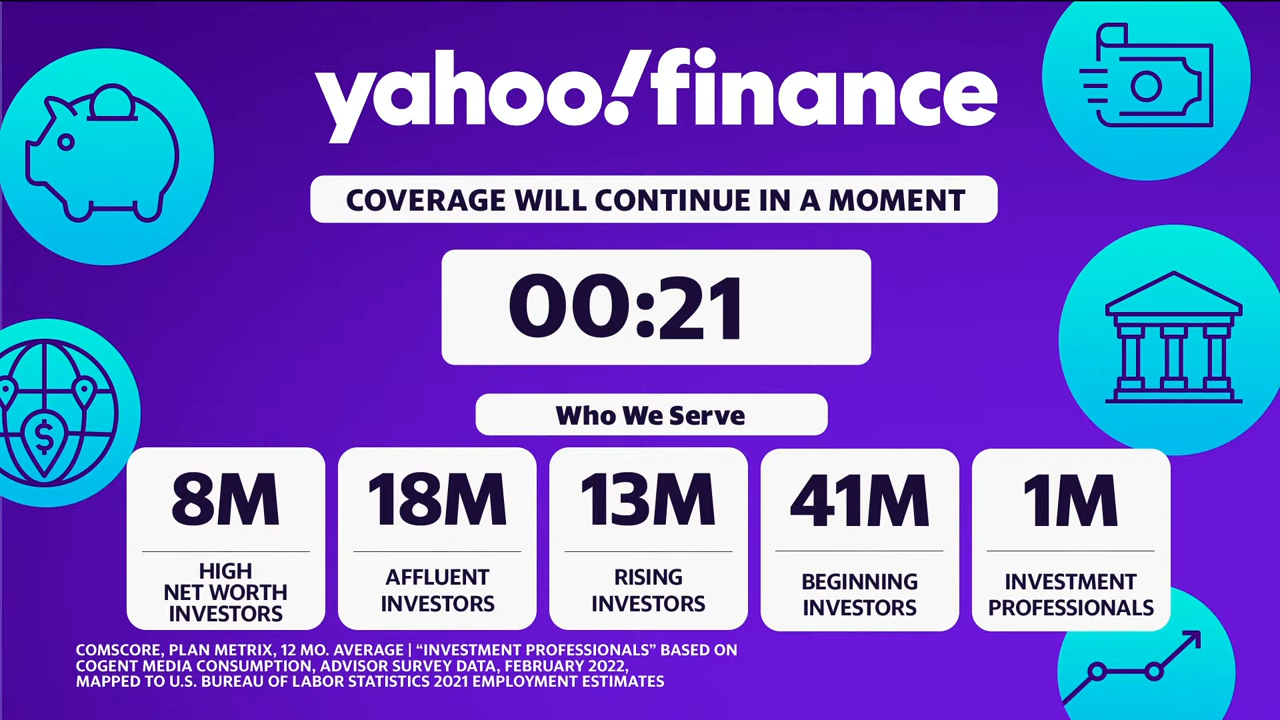 yahoo!finance
COVERAGE WILL CONTINUE IN A MOMENT
00:21
Who We Serve
8M
HIGH
NET WORTH
INVESTORS
18M
AFFLUENT
INVESTORS
13M
RISING
INVESTORS
41M
BEGINNING
INVESTORS
1M
INVESTMENT
PROFESSIONALS
COMSCORE, PLAN METRIX, 12 MO. AVERAGE | “INVESTMENT PROFESSIONALS” BASED ON
COGENT MEDIA CONSUMPTION, ADVISOR SURVEY DATA, FEBRUARY 2022,
MAPPED TO U.S. BUREAU OF LABOR STATISTICS 2021 EMPLOYMENT ESTIMATES
$